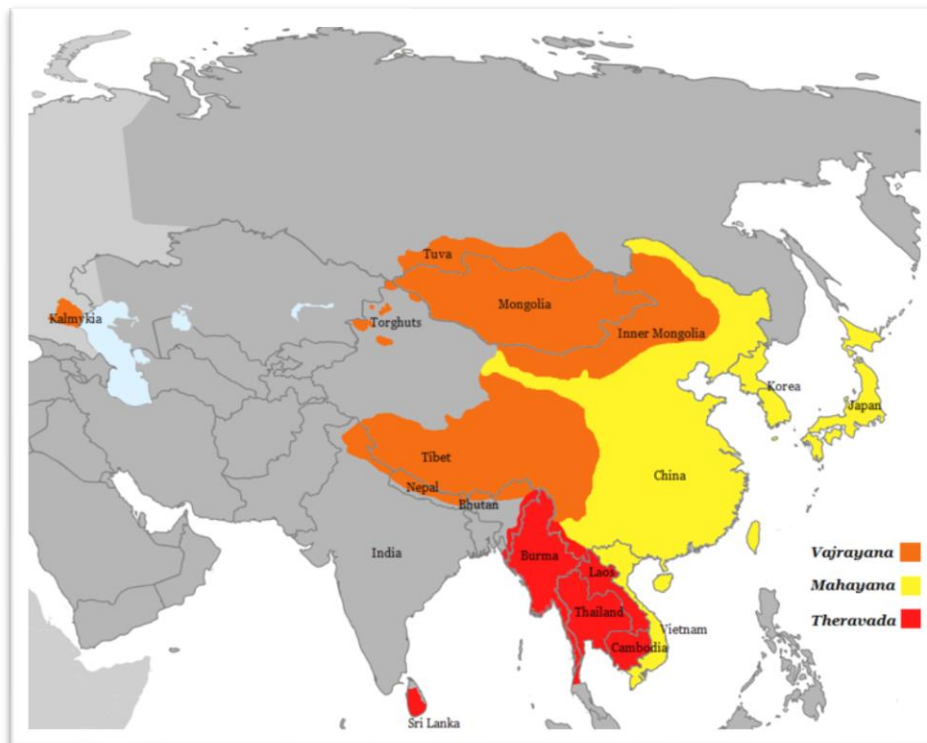 Tuva
Mongolia
Kalmykia
Torghuts
Inner Mongolia
Korea
Japan
Tibet
China
Nepal
Bhutan
India
Burma
Laos
Thailand
Vietnam
Cambodia
Sri Lanka
Vajrayana
Mahayana
Theravada